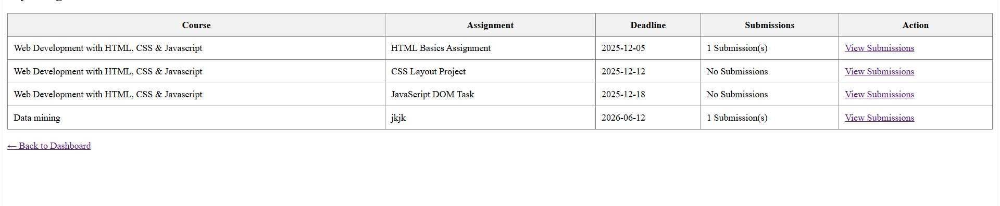 Course Assignment Deadline Submissions Action
Web Development with HTML, CSS & Javascript HTML Basics Assignment 2025-12-05 1 Submission(s) View Submissions
Web Development with HTML, CSS & Javascript CSS Layout Project 2025-12-12 No Submissions View Submissions
Web Development with HTML, CSS & Javascript JavaScript DOM Task 2025-12-18 No Submissions View Submissions
Data mining jkjk 2026-06-12 1 Submission(s) View Submissions
← Back to Dashboard